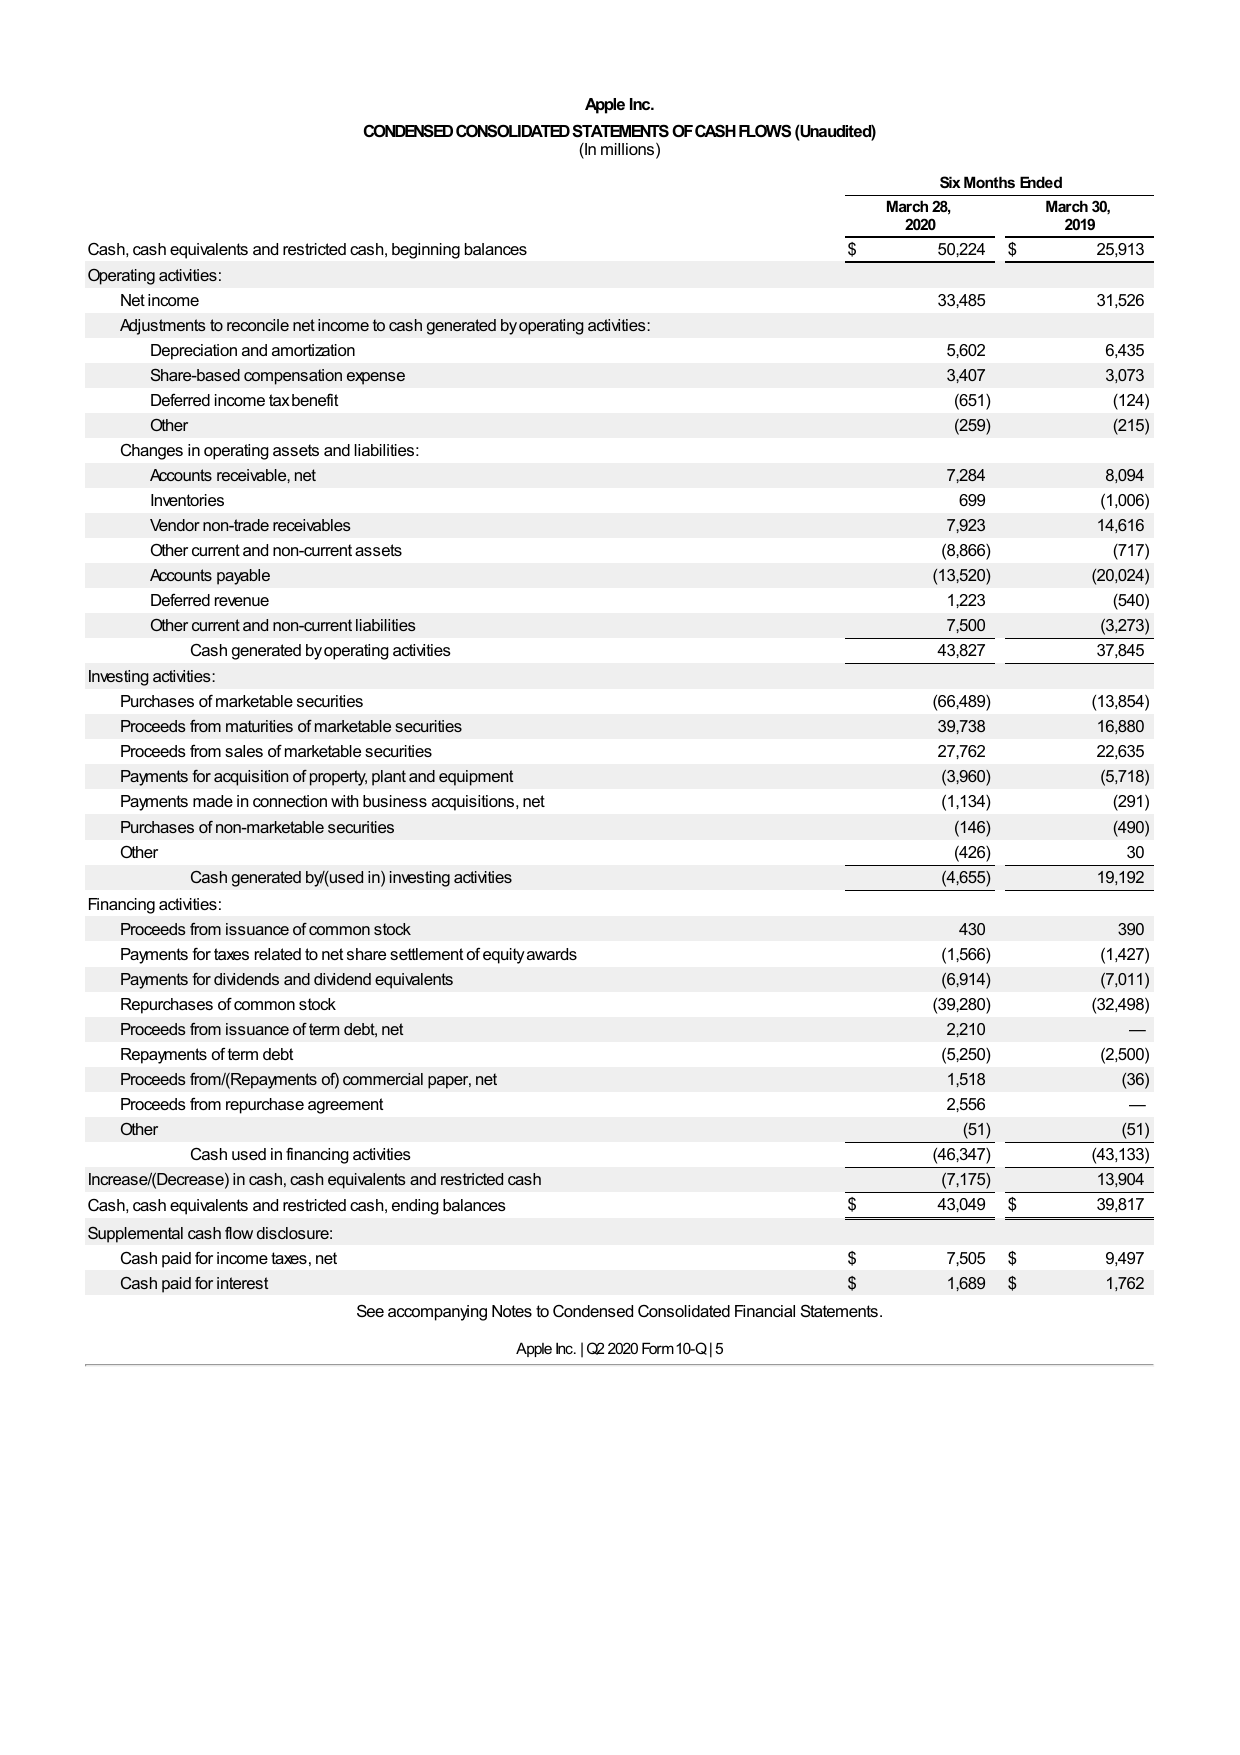 Apple Inc.
CONDENSED CONSOLIDATED STATEMENTS OF CASH FLOWS (Unaudited)
(In millions)
Six Months Ended
March 28, 2020 March 30, 2019
Cash, cash equivalents and restricted cash, beginning balances $ 50,224 $ 25,913
Operating activities:
Net income 33,485 31,526
Adjustments to reconcile net income to cash generated by operating activities:
Depreciation and amortization 5,602 6,435
Share-based compensation expense 3,407 3,073
Deferred income tax benefit (651) (124)
Other (259) (215)
Changes in operating assets and liabilities:
Accounts receivable, net 7,284 8,094
Inventories 699 (1,006)
Vendor non-trade receivables 7,923 14,616
Other current and non-current assets (8,866) (717)
Accounts payable (13,520) (20,024)
Deferred revenue 1,223 (540)
Other current and non-current liabilities 7,500 (3,273)
Cash generated by operating activities 43,827 37,845
Investing activities:
Purchases of marketable securities (66,489) (13,854)
Proceeds from maturities of marketable securities 39,738 16,880
Proceeds from sales of marketable securities 27,762 22,635
Payments for acquisition of property, plant and equipment (3,960) (5,718)
Payments made in connection with business acquisitions, net (1,134) (291)
Purchases of non-marketable securities (146) (490)
Other (426) 30
Cash generated by/(used in) investing activities (4,655) 19,192
Financing activities:
Proceeds from issuance of common stock 430 390
Payments for taxes related to net share settlement of equity awards (1,566) (1,427)
Payments for dividends and dividend equivalents (6,914) (7,011)
Repurchases of common stock (39,280) (32,498)
Proceeds from issuance of term debt, net 2,210 —
Repayments of term debt (5,250) (2,500)
Proceeds from/(Repayments of) commercial paper, net 1,518 (36)
Proceeds from repurchase agreement 2,556 —
Other (51) (51)
Cash used in financing activities (46,347) (43,133)
Increase/(Decrease) in cash, cash equivalents and restricted cash (7,175) 13,904
Cash, cash equivalents and restricted cash, ending balances $ 43,049 $ 39,817
Supplemental cash flow disclosure:
Cash paid for income taxes, net $ 7,505 $ 9,497
Cash paid for interest $ 1,689 $ 1,762
See accompanying Notes to Condensed Consolidated Financial Statements.
Apple Inc. | Q2 2020 Form 10-Q | 5